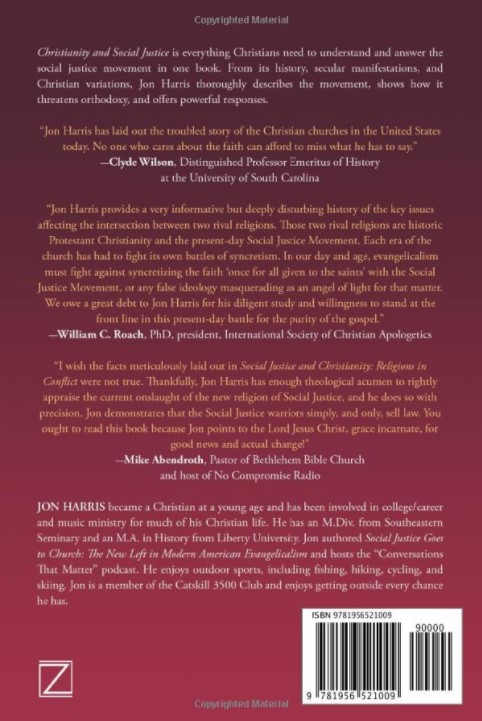 Copyrighted Material
Christianity and Social Justice is everything Christians need to understand and answer the
social justice movement in one book. From its history, secular manifestations, and
Christian variations, Jon Harris thoroughly describes the movement, shows how it
threatens orthodoxy, and offers powerful responses.
“Jon Harris has laid out the troubled story of the Christian churches in the United States
today. No one who cares about the faith can afford to miss what he has to say.”
—Clyde Wilson, Distinguished Professor Emeritus of History
at the University of South Carolina
“Jon Harris provides a very informative but deeply disturbing history of the key issues
affecting the intersection between two rival religions. Those two rival religions are historic
Protestant Christianity and the present-day Social Justice Movement. Each era of the
church has had to fight its own battles of syncretism. In our day and age, evangelicalism
must fight against syncretizing the faith ‘once for all given to the saints’ with the Social
Justice Movement, or any false ideology masquerading as an angel of light for that matter.
We owe a great debt to Jon Harris for his diligent study and willingness to stand at the
front line in this present-day battle for the purity of the gospel.”
—William C. Roach, PhD, president, International Society of Christian Apologetics
“I wish the facts meticulously laid out in Social Justice and Christianity: Religions in
Conflict were not true. Thankfully, Jon Harris has enough theological acumen to rightly
appraise the current onslaught of the new religion of Social Justice, and he does so with
precision. Jon demonstrates that the Social Justice warriors simply, and only, sell law. You
ought to read this book because Jon points to the Lord Jesus Christ, grace incarnate, for
good news and actual change!”
—Mike Abendroth, Pastor of Bethlehem Bible Church
and host of No Compromise Radio
JON HARRIS became a Christian at a young age and has been involved in college/career
and music ministry for much of his Christian life. He has an M.Div. from Southeastern
Seminary and an M.A. in History from Liberty University. Jon authored Social Justice Goes
to Church: The New Left in Modern American Evangelicalism and hosts the “Conversations
That Matter” podcast. He enjoys outdoor sports, including fishing, hiking, cycling, and
skiing. Jon is a member of the Catskill 3500 Club and enjoys getting outside every chance
he has.
ISBN 9781956521009
90000
9 781956 521009
Z
Copyrighted Material